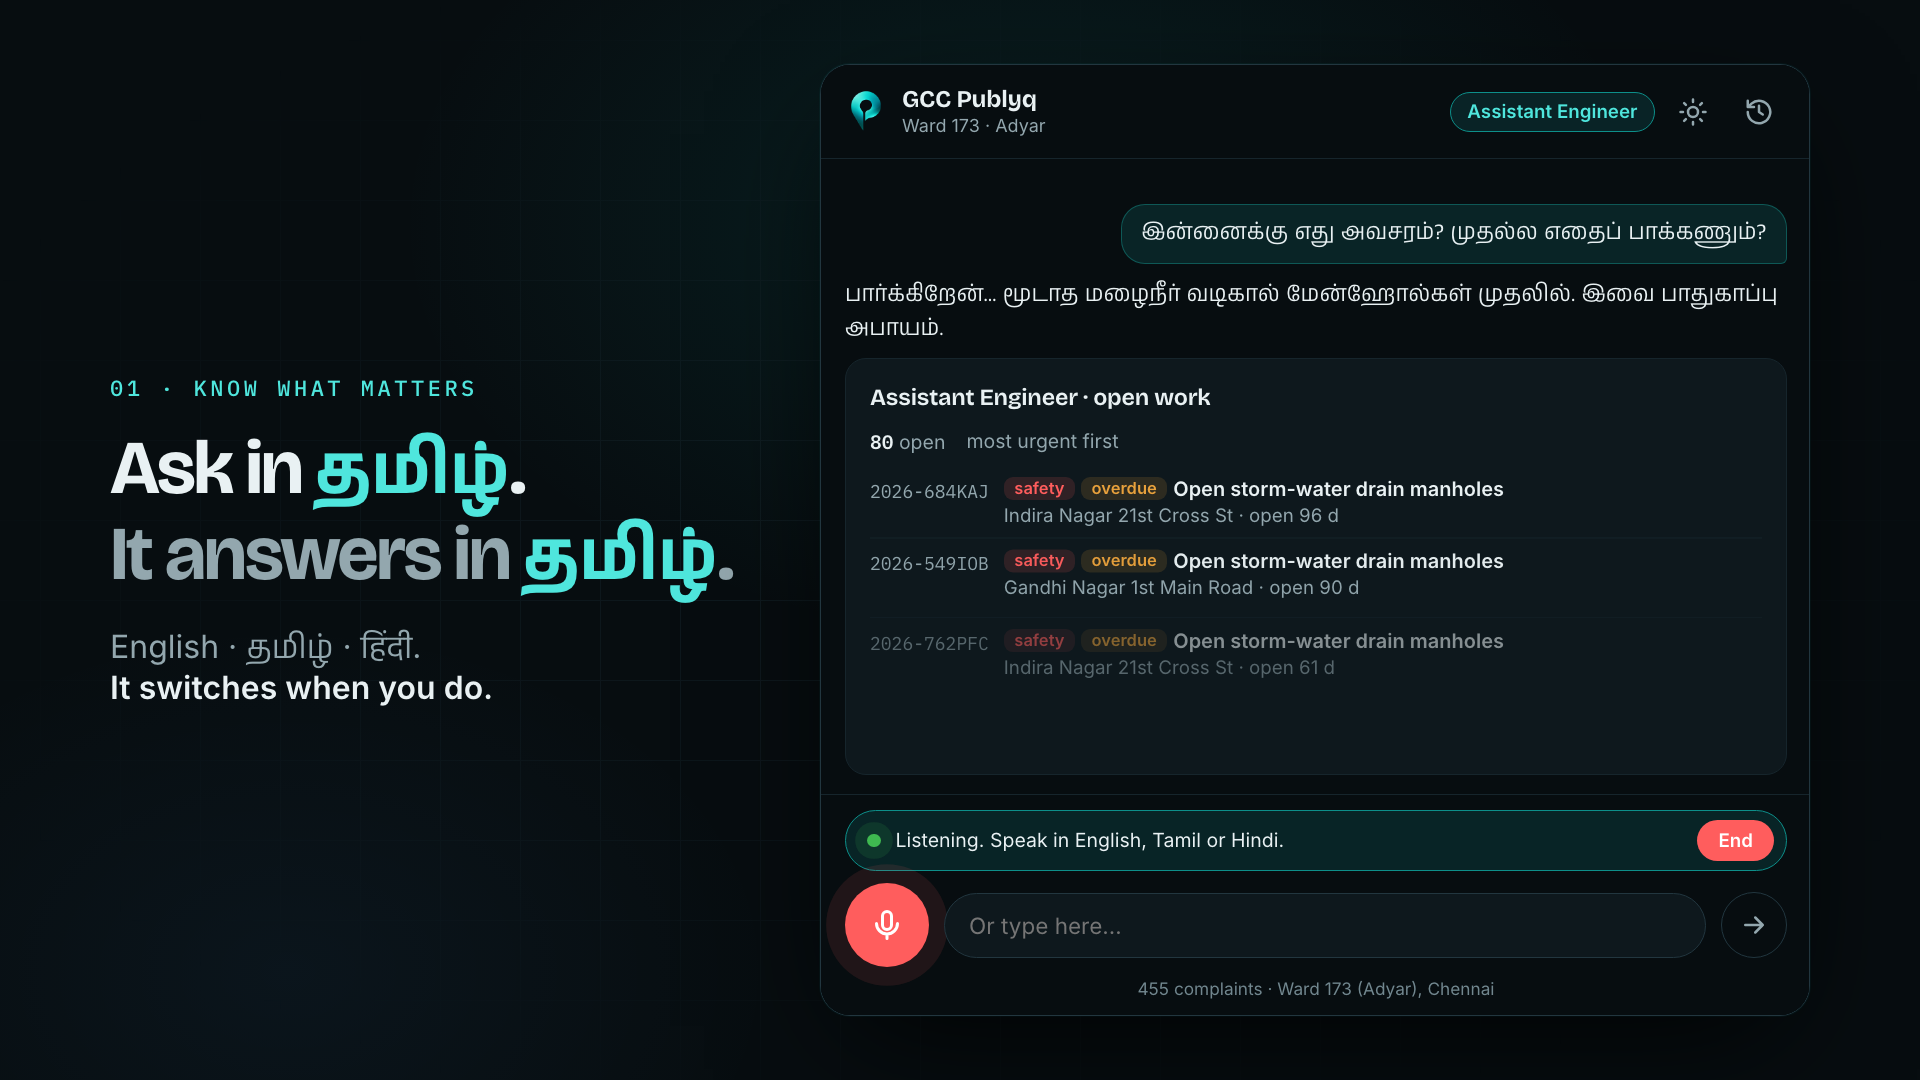 01 · KNOW WHAT MATTERS
Ask in தமிழ்.
It answers in தமிழ்.
English · தமிழ் · हिंदी.
It switches when you do.
GCC Publyq
Ward 173 · Adyar
Assistant Engineer
இன்னைக்கு எது அவசரம்? முதல்ல எதைப் பாக்கணும்?
பார்க்கிறேன்... மூடாத மழைநீர் வடிகால் மேன்ஹோல்கள் முதலில். இவை பாதுகாப்பு
அபாயம்.
Assistant Engineer · open work
80 open most urgent first
2026-684KAJ safety overdue Open storm-water drain manholes
Indira Nagar 21st Cross St · open 96 d
2026-549IOB safety overdue Open storm-water drain manholes
Gandhi Nagar 1st Main Road · open 90 d
2026-762PFC safety overdue Open storm-water drain manholes
Indira Nagar 21st Cross St · open 61 d
Listening. Speak in English, Tamil or Hindi.
End
Or type here...
455 complaints · Ward 173 (Adyar), Chennai